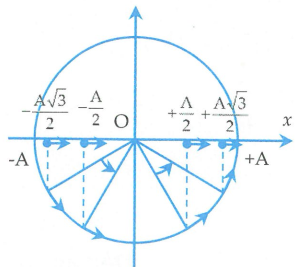 -A√3/2 -A/2 O +A/2 +A√3/2 x
-A +A